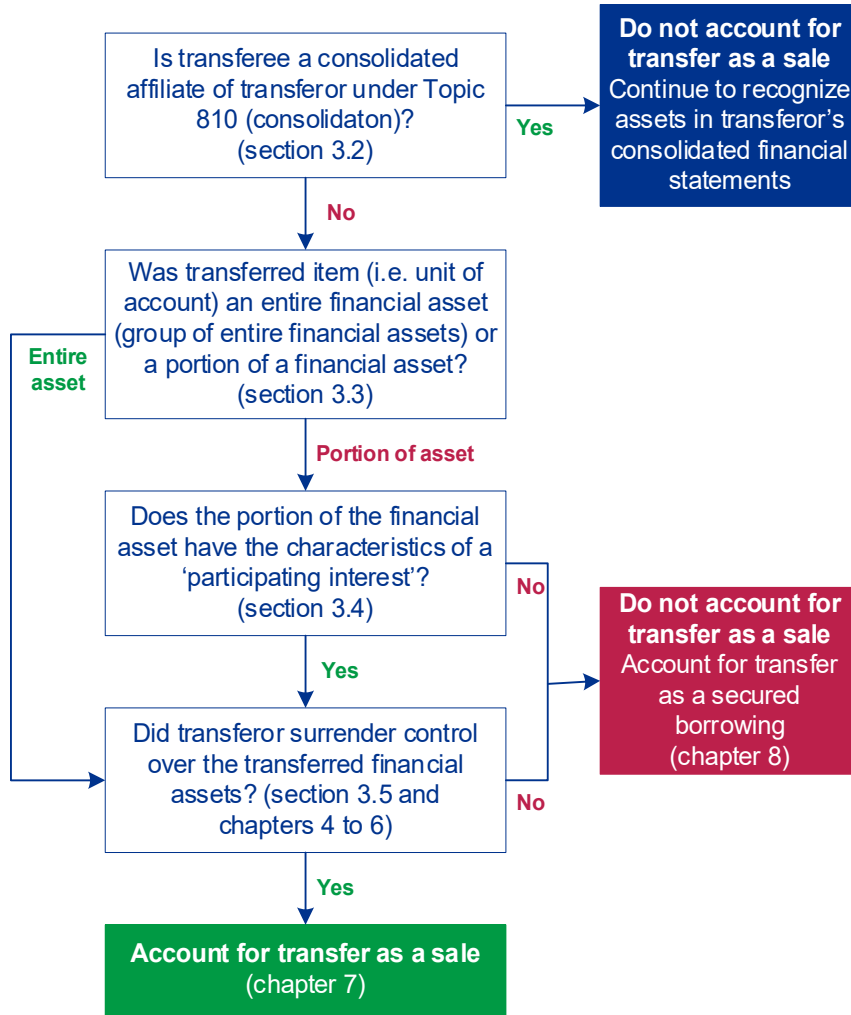 Is transferee a consolidated
affiliate of transferor under Topic
810 (consolidaton)?
(section 3.2)
Yes
Do not account for
transfer as a sale
Continue to recognize
assets in transferor's
consolidated financial
statements
No
Was transferred item (i.e. unit of
account) an entire financial asset
(group of entire financial assets) or
a portion of a financial asset?
(section 3.3)
Entire
asset
Portion of asset
Does the portion of the financial
asset have the characteristics of a
'participating interest'?
(section 3.4)
No
Do not account for
transfer as a sale
Account for transfer
as a secured
borrowing
(chapter 8)
Yes
Did transferor surrender control
over the transferred financial
assets? (section 3.5 and
chapters 4 to 6)
No
Yes
Account for transfer as a sale
(chapter 7)